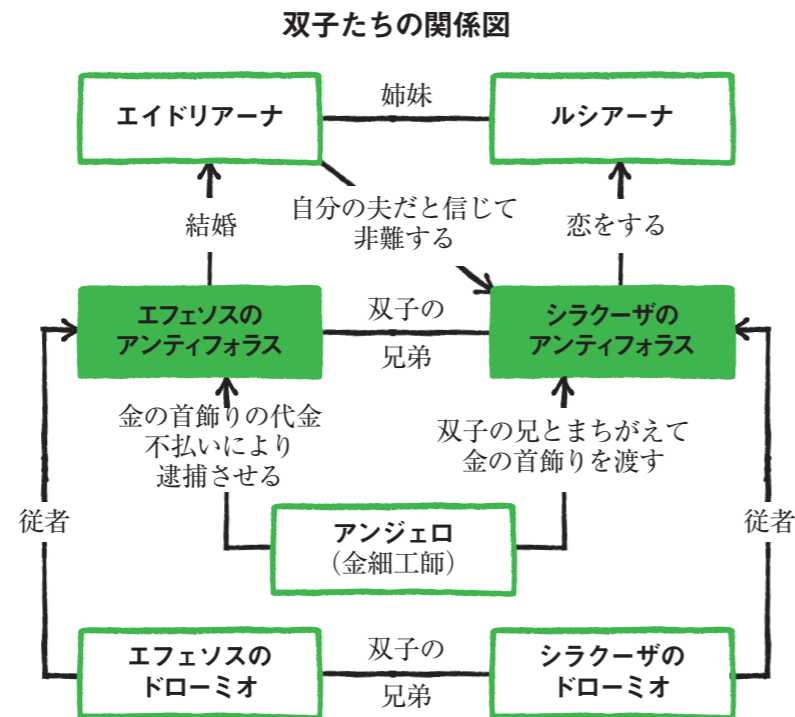 双子たちの関係図
エイドリアーナ
姉妹
ルシアーナ
結婚
自分の夫だと信じて
非難する
恋をする
エフェソスの
アンティフォラス
双子の
兄弟
シラクーザの
アンティフォラス
金の首飾りの代金
不払いにより
逮捕させる
双子の兄とまちがえて
金の首飾りを渡す
従者
アンジェロ
（金細工師）
従者
エフェソスの
ドローミオ
双子の
兄弟
シラクーザの
ドローミオ